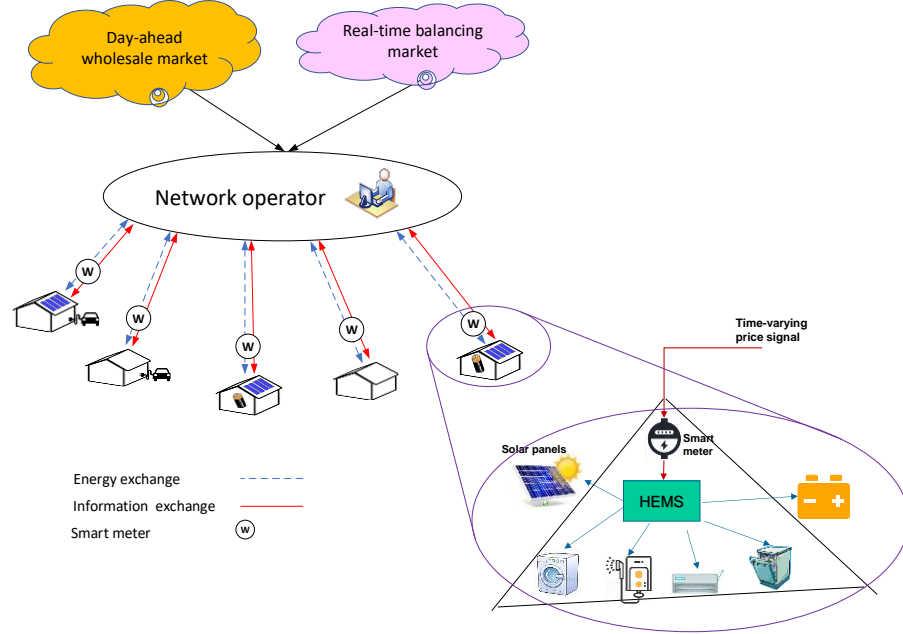 Day-ahead
wholesale market
Real-time balancing
market
Network operator
W
W
W
W
W
Time-varying
price signal
Smart
meter
Solar panels
HEMS
Energy exchange
Information exchange
Smart meter
W